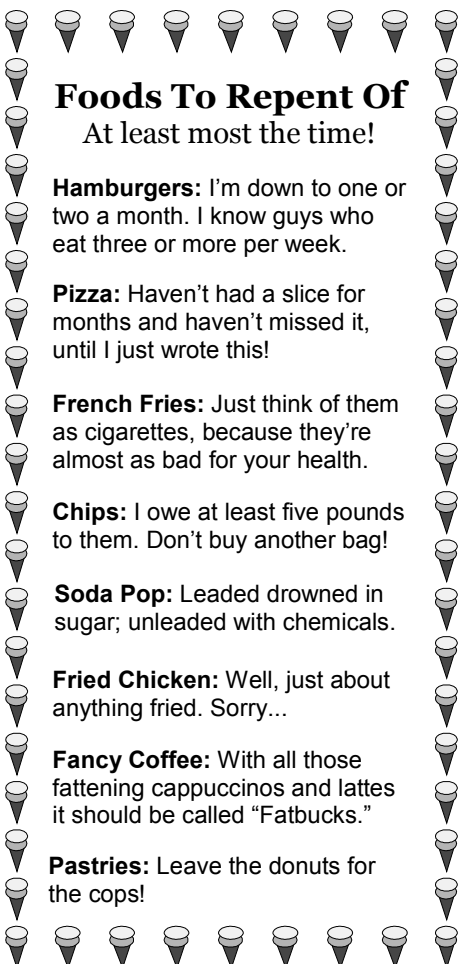 Foods To Repent Of
At least most the time!
Hamburgers: I’m down to one or
two a month. I know guys who
eat three or more per week.
Pizza: Haven’t had a slice for
months and haven’t missed it,
until I just wrote this!
French Fries: Just think of them
as cigarettes, because they’re
almost as bad for your health.
Chips: I owe at least five pounds
to them. Don’t buy another bag!
Soda Pop: Leaded drowned in
sugar; unleaded with chemicals.
Fried Chicken: Well, just about
anything fried. Sorry...
Fancy Coffee: With all those
fattening cappuccinos and lattes
it should be called “Fatbucks.”
Pastries: Leave the donuts for
the cops!